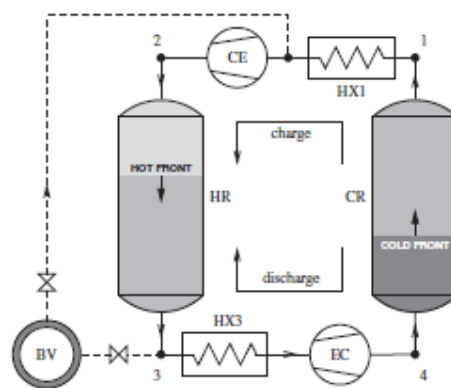 2
CE
1
HX1
HOT FRONT
HR
charge
CR
COLD FRONT
discharge
HX3
BV
EC
3
4